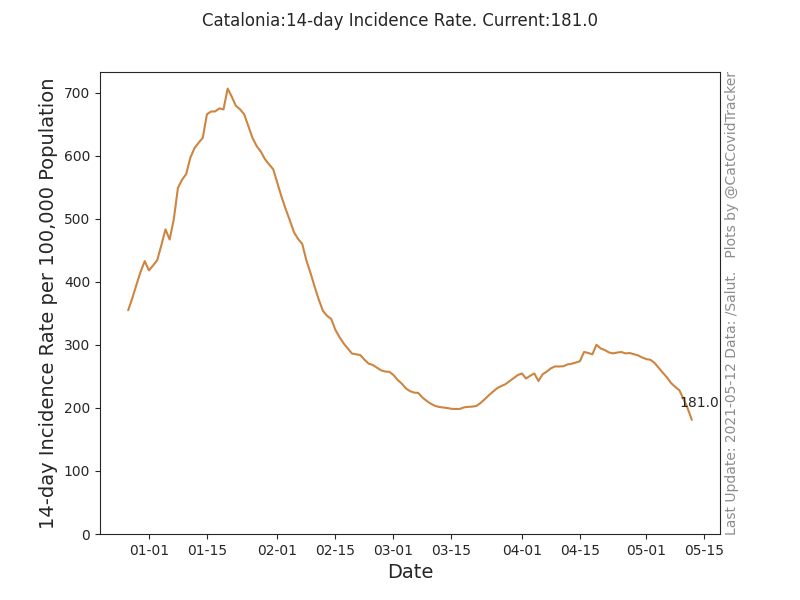 Catalonia:14-day Incidence Rate. Current:181.0
14-day Incidence Rate per 100,000 Population
700
600
500
400
300
200
100
0
181.0
01-01 01-15 02-01 02-15 03-01 03-15 04-01 04-15 05-01 05-15
Date
Last Update: 2021-05-12 Data: /Salut. Plots by @CatCovidTracker